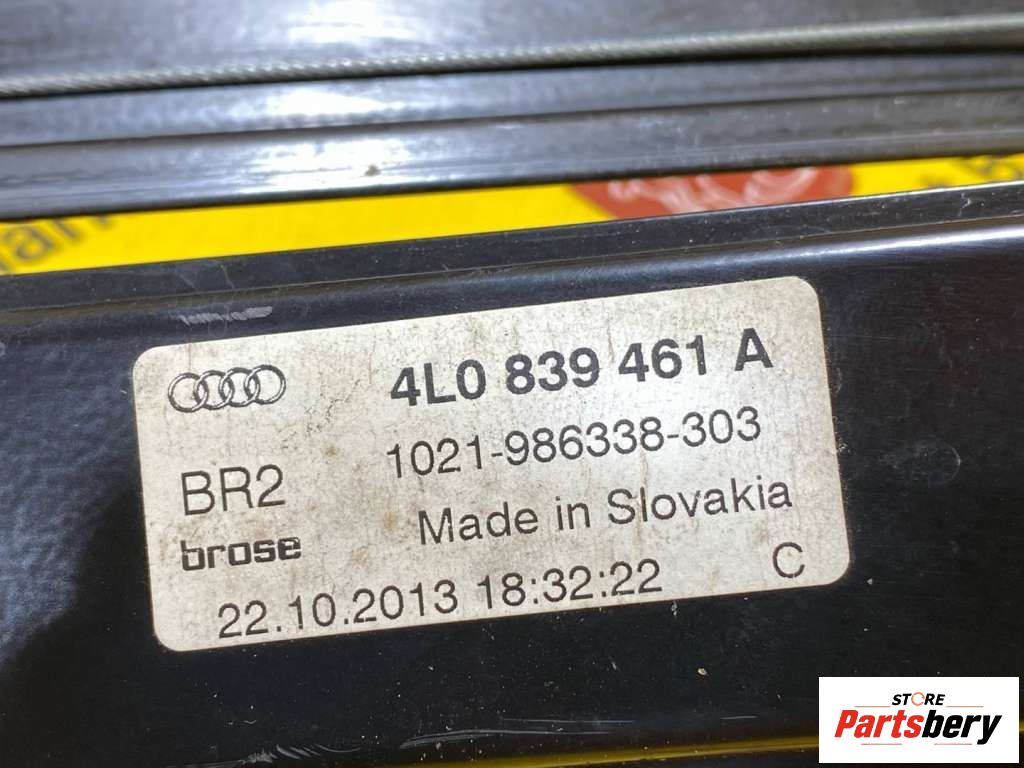 4L0 839 461 A
1021-986338-303
BR2
Made in Slovakia
brose
22.10.2013 18:32:22 C
STORE
Partsbery